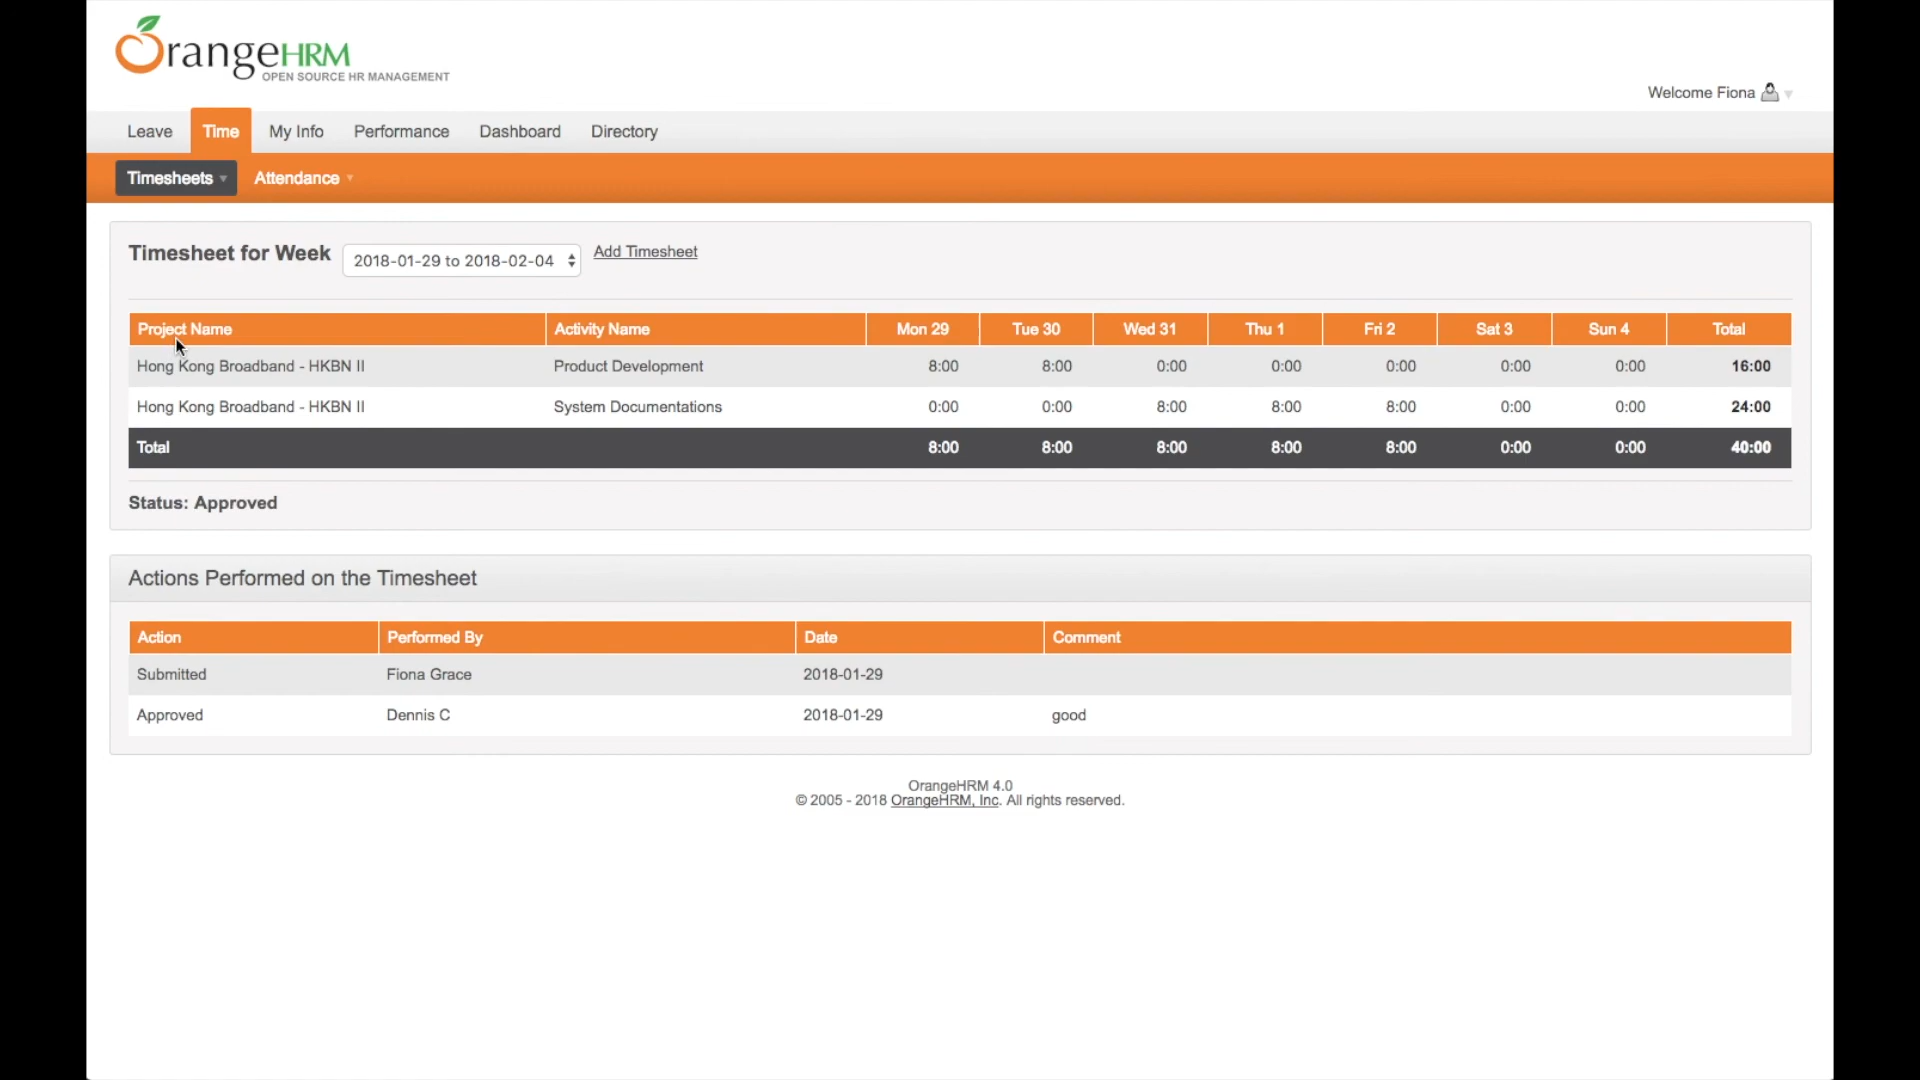 OrangeHRM
OPEN SOURCE HR MANAGEMENT
Welcome Fiona
Leave Time My Info Performance Dashboard Directory
Timesheets Attendance
Timesheet for Week 2018-01-29 to 2018-02-04 Add Timesheet
Project Name Activity Name Mon 29 Tue 30 Wed 31 Thu 1 Fri 2 Sat 3 Sun 4 Total
Hong Kong Broadband - HKBN II Product Development 8:00 8:00 0:00 0:00 0:00 0:00 0:00 16:00
Hong Kong Broadband - HKBN II System Documentations 0:00 0:00 8:00 8:00 8:00 0:00 0:00 24:00
Total 8:00 8:00 8:00 8:00 8:00 0:00 0:00 40:00
Status: Approved
Actions Performed on the Timesheet
Action Performed By Date Comment
Submitted Fiona Grace 2018-01-29
Approved Dennis C 2018-01-29 good
OrangeHRM 4.0
© 2005 - 2018 OrangeHRM, Inc. All rights reserved.